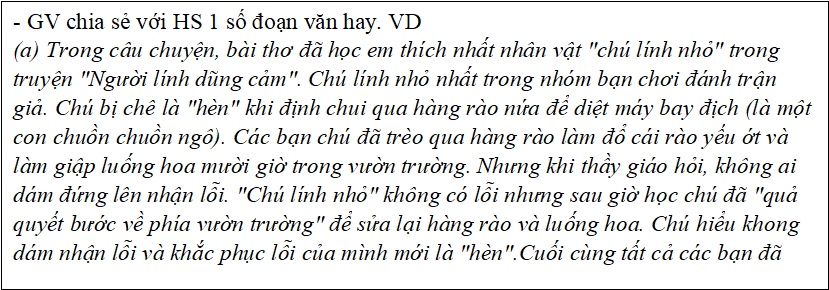 - GV chia sẻ với HS 1 số đoạn văn hay. VD
(a) Trong câu chuyện, bài thơ đã học em thích nhất nhân vật "chú lính nhỏ" trong
truyện "Người lính dũng cảm". Chú lính nhỏ nhất trong nhóm bạn chơi đánh trận
giả. Chú bị chê là "hèn" khi định chui qua hàng rào nứa để diệt máy bay địch (là một
con chuồn chuồn ngô). Các bạn chú đã trèo qua hàng rào làm đổ cái rào yếu ớt và
làm giập luống hoa mười giờ trong vườn trường. Nhưng khi thầy giáo hỏi, không ai
dám đứng lên nhận lỗi. "Chú lính nhỏ" không có lỗi nhưng sau giờ học chú đã "quả
quyết bước về phía vườn trường" để sửa lại hàng rào và luống hoa. Chú hiểu khong
dám nhận lỗi và khắc phục lỗi của mình mới là "hèn".Cuối cùng tất cả các bạn đã